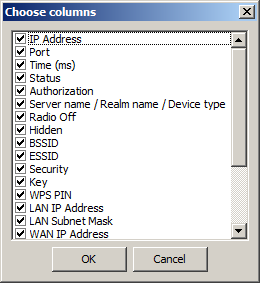 Choose columns
IP Address
Port
Time (ms)
Status
Authorization
Server name / Realm name / Device type
Radio Off
Hidden
BSSID
ESSID
Security
Key
WPS PIN
LAN IP Address
LAN Subnet Mask
WAN IP Address
OK Cancel